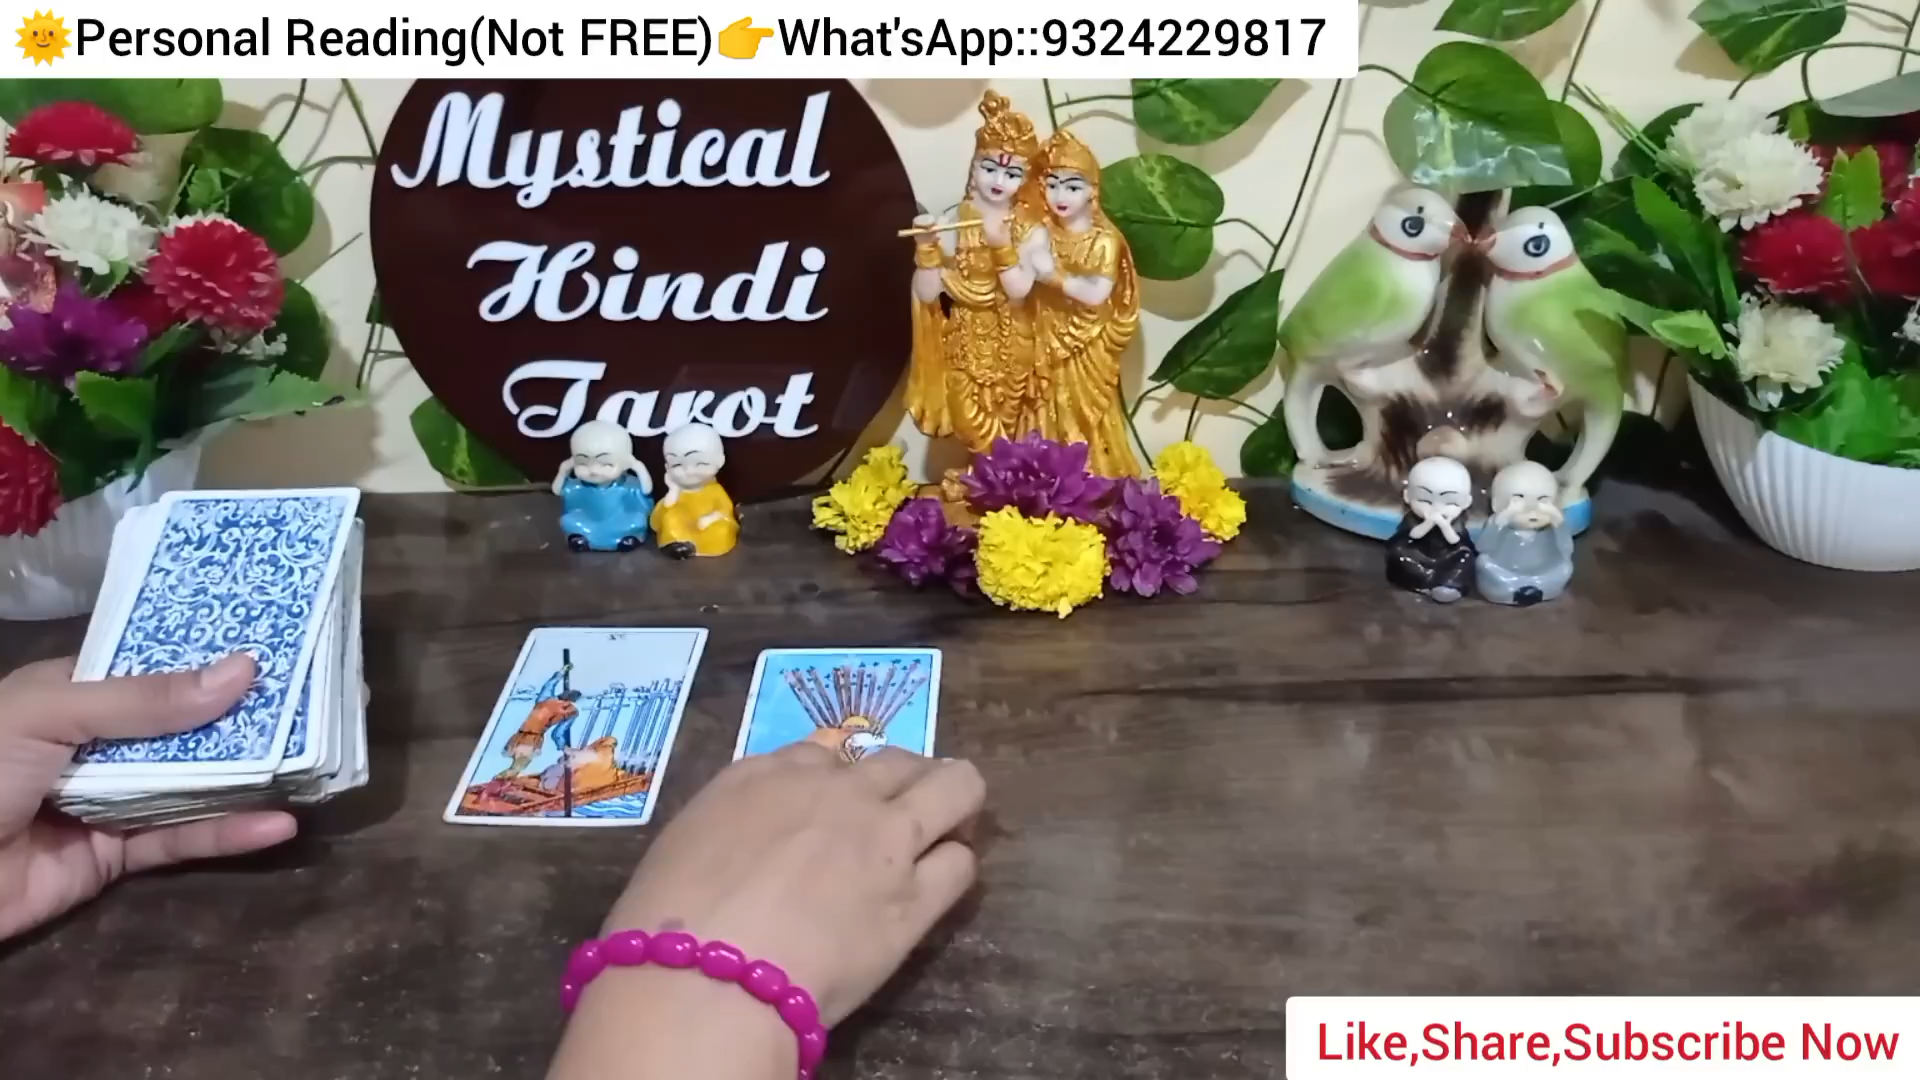 🌞Personal Reading(Not FREE)👉What'sApp::9324229817
Mystical
Hindi
Tarot
Like,Share,Subscribe Now